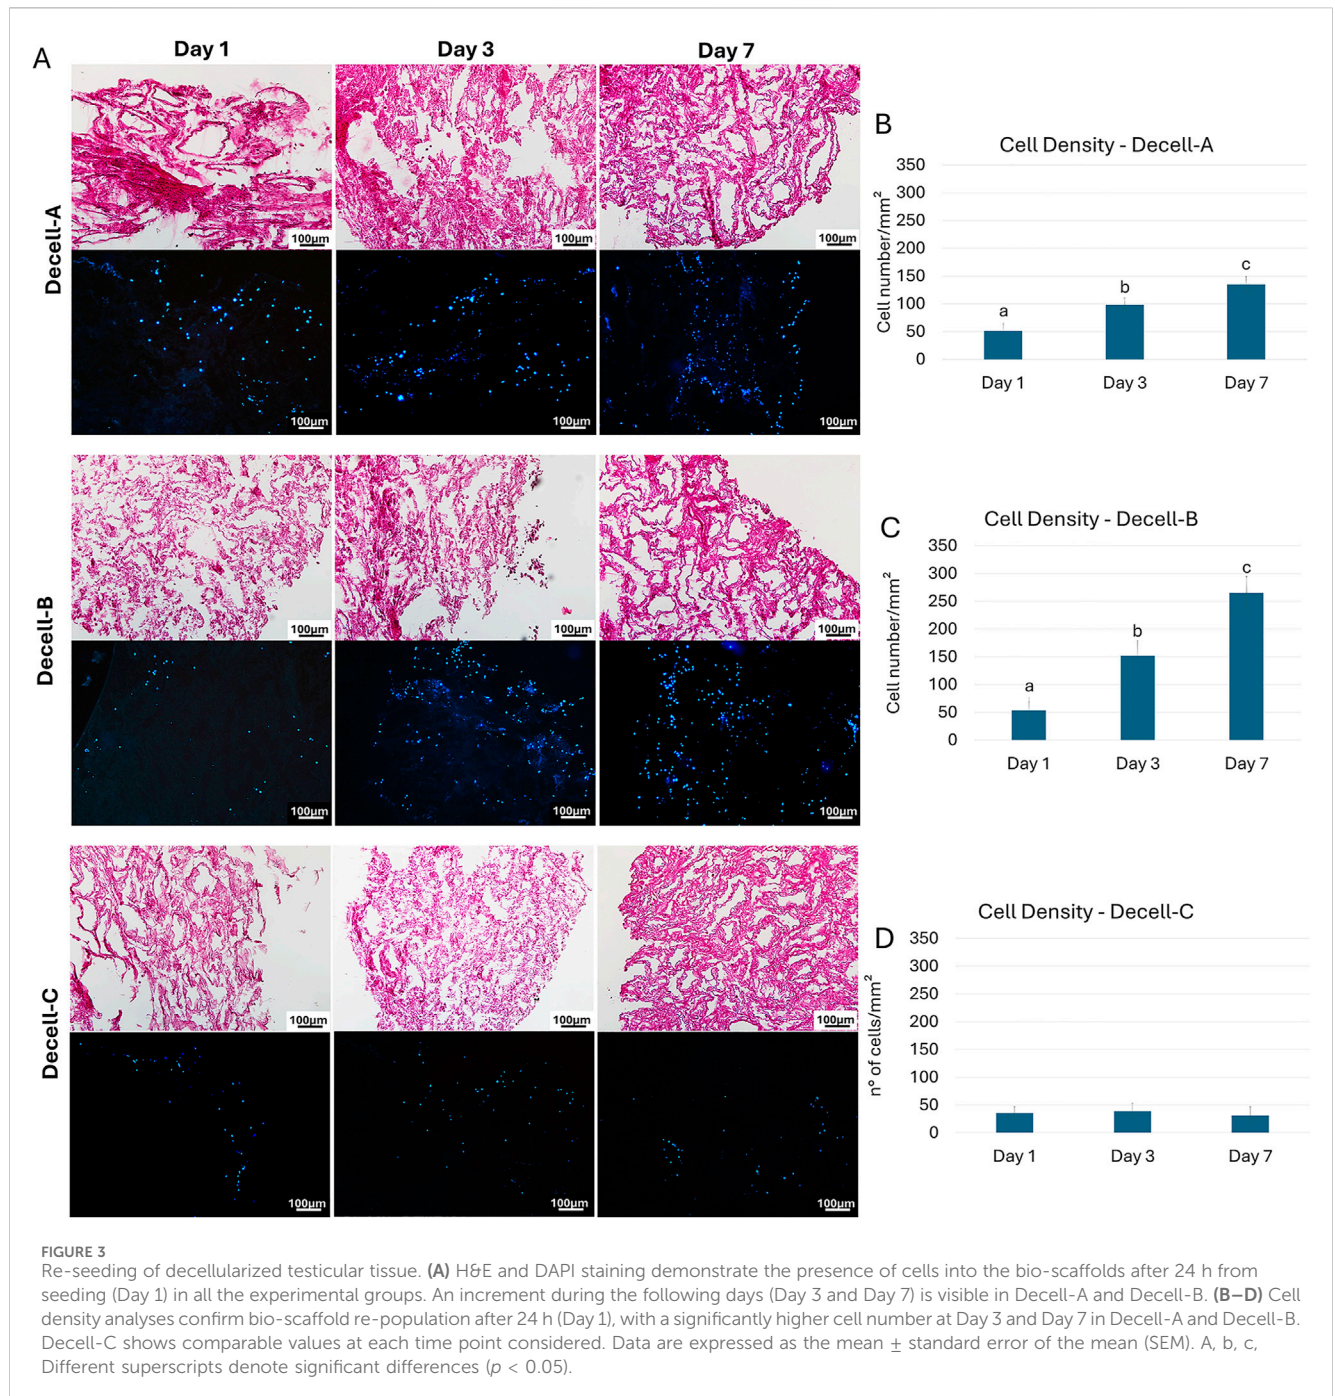 A
Day 1
Day 3
Day 7
Decell-A
100µm
100µm
100µm
100µm
100µm
100µm
B
Cell Density - Decell-A
Cell number/mm²
350
300
250
200
150
100
50
0
a
b
c
Day 1
Day 3
Day 7
Decell-B
100µm
100µm
100µm
100µm
100µm
100µm
C
Cell Density - Decell-B
Cell number/mm²
350
300
250
200
150
100
50
0
a
b
c
Day 1
Day 3
Day 7
Decell-C
100µm
100µm
100µm
100µm
100µm
100µm
D
Cell Density - Decell-C
n° of cells/mm²
350
300
250
200
150
100
50
0
Day 1
Day 3
Day 7
FIGURE 3
Re-seeding of decellularized testicular tissue. (A) H&E and DAPI staining demonstrate the presence of cells into the bio-scaffolds after 24 h from
seeding (Day 1) in all the experimental groups. An increment during the following days (Day 3 and Day 7) is visible in Decell-A and Decell-B. (B–D) Cell
density analyses confirm bio-scaffold re-population after 24 h (Day 1), with a significantly higher cell number at Day 3 and Day 7 in Decell-A and Decell-B.
Decell-C shows comparable values at each time point considered. Data are expressed as the mean ± standard error of the mean (SEM). A, b, c,
Different superscripts denote significant differences (p < 0.05).